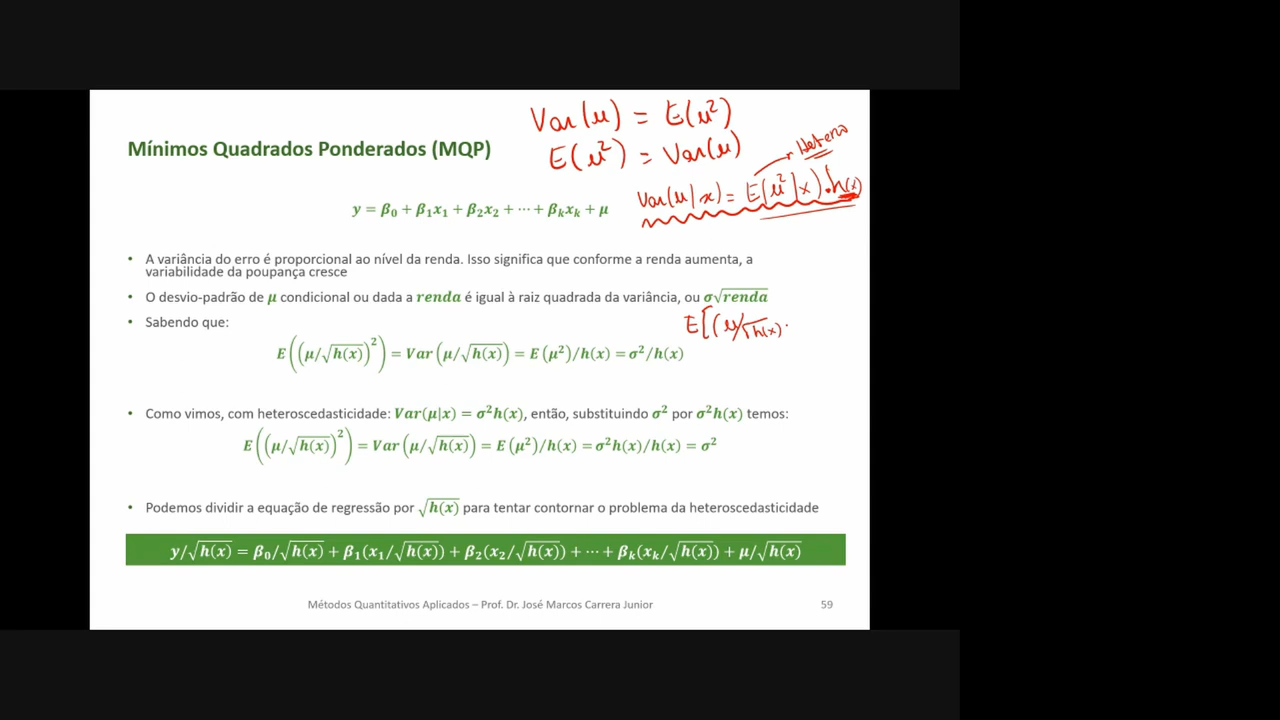 Var(μ) = E(μ²)
E(μ²) = Var(μ)
Hetero
Var(μ|x) = E(μ²|x).h(x)
Mínimos Quadrados Ponderados (MQP)
y = β₀ + β₁x₁ + β₂x₂ + ⋯ + βₖxₖ + μ
• A variância do erro é proporcional ao nível da renda. Isso significa que conforme a renda aumenta, a
variabilidade da poupança cresce
• O desvio-padrão de μ condicional ou dada a renda é igual à raiz quadrada da variância, ou σ√renda
• Sabendo que:
E[(μ/√h(x).
E((μ/√h(x))²) = Var(μ/√h(x)) = E(μ²)/h(x) = σ²/h(x)
• Como vimos, com heteroscedasticidade: Var(μ|x) = σ²h(x), então, substituindo σ² por σ²h(x) temos:
E((μ/√h(x))²) = Var(μ/√h(x)) = E(μ²)/h(x) = σ²h(x)/h(x) = σ²
• Podemos dividir a equação de regressão por √h(x) para tentar contornar o problema da heteroscedasticidade
y/√h(x) = β₀/√h(x) + β₁(x₁/√h(x)) + β₂(x₂/√h(x)) + ⋯ + βₖ(xₖ/√h(x)) + μ/√h(x)
Métodos Quantitativos Aplicados – Prof. Dr. José Marcos Carrera Junior
59